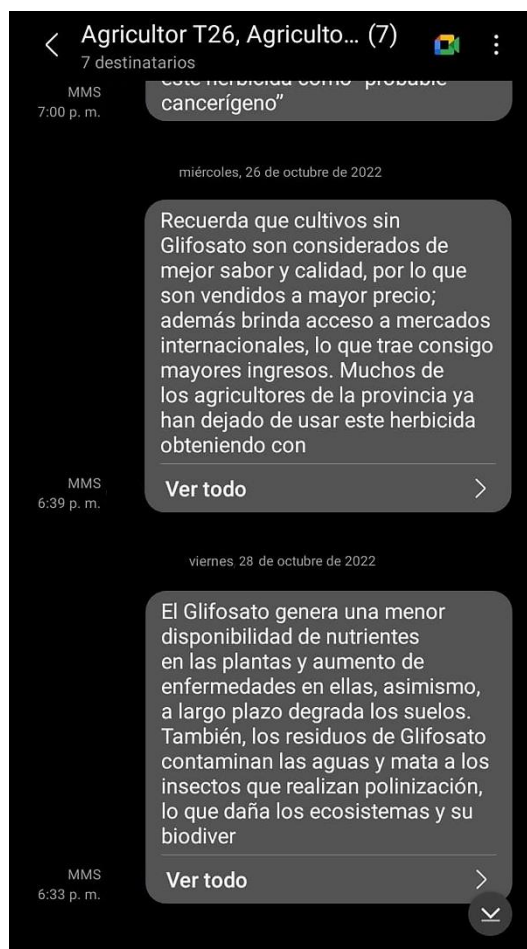 Agricultor T26, Agriculto... (7)
7 destinatarios
este herbicida como "probable
cancerígeno”
MMS
7:00 p. m.
miércoles, 26 de octubre de 2022
Recuerda que cultivos sin
Glifosato son considerados de
mejor sabor y calidad, por lo que
son vendidos a mayor precio;
además brinda acceso a mercados
internacionales, lo que trae consigo
mayores ingresos. Muchos de
los agricultores de la provincia ya
han dejado de usar este herbicida
obteniendo con
Ver todo
MMS
6:39 p. m.
viernes, 28 de octubre de 2022
El Glifosato genera una menor
disponibilidad de nutrientes
en las plantas y aumento de
enfermedades en ellas, asimismo,
a largo plazo degrada los suelos.
También, los residuos de Glifosato
contaminan las aguas y mata a los
insectos que realizan polinización,
lo que daña los ecosistemas y su
biodiver
Ver todo
MMS
6:33 p. m.